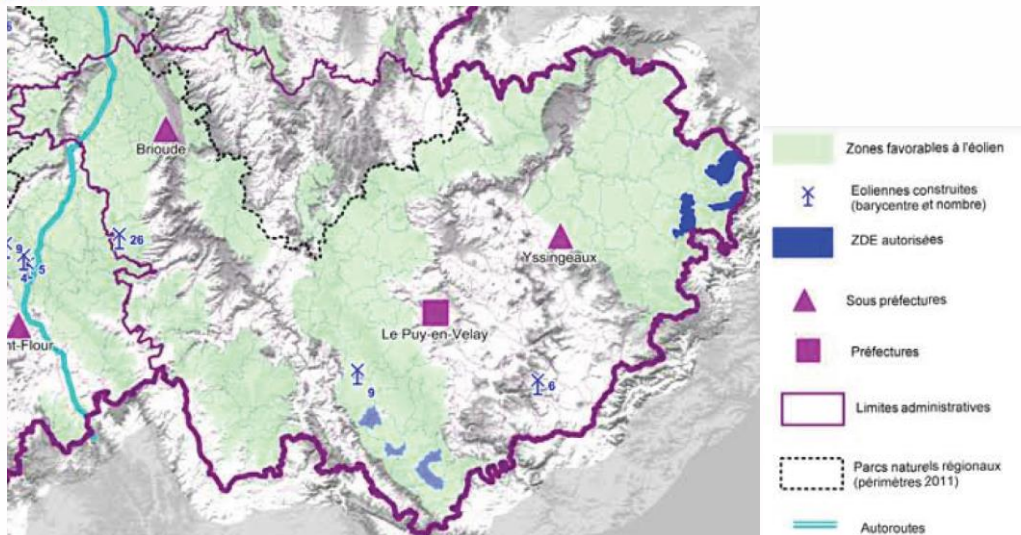 Brioude
26
9
4
5
nt-Flour
Yssingeaux
Le Puy-en-Velay
9
6
Zones favorables à l'éolien
Eoliennes construites
(barycentre et nombre)
ZDE autorisées
Sous préfectures
Préfectures
Limites administratives
Parcs naturels régionaux
(périmètres 2011)
Autoroutes